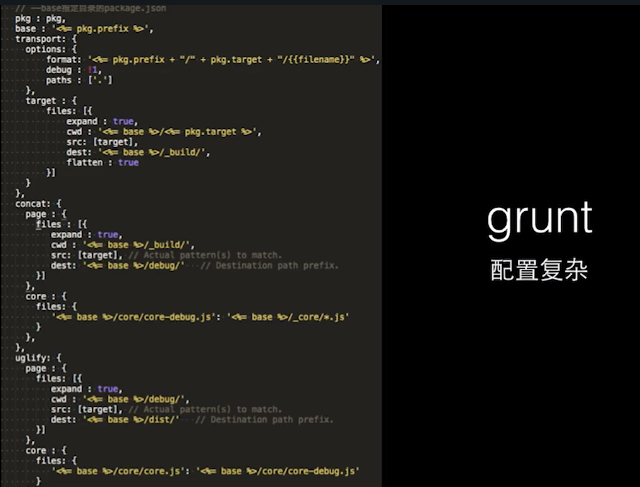 // --base指定目录的package.json
pkg : pkg,
base : '<%= pkg.prefix %>',
transport: {
options: {
format: '<%= pkg.prefix + "/" + pkg.target + "/{{filename}}" %>',
debug : !1,
paths : ['.']
},
target : {
files: [{
expand : true,
cwd : '<%= base %>/<%= pkg.target %>',
src: [target],
dest: '<%= base %>/_build/',
flatten : true
}]
}
},
concat: {
page : {
files : [{
expand : true,
cwd : '<%= base %>/_build/',
src: [target], // Actual pattern(s) to match.
dest: '<%= base %>/debug/' // Destination path prefix.
}]
},
core : {
files: {
'<%= base %>/core/core-debug.js': '<%= base %>/_core/*.js'
}
},
},
uglify: {
page : {
files: [{
expand : true,
cwd : '<%= base %>/debug/',
src: [target], // Actual pattern(s) to match.
dest: '<%= base %>/dist/' // Destination path prefix.
}]
},
core : {
files: {
'<%= base %>/core/core.js': '<%= base %>/core/core-debug.js'
}
grunt
配置复杂